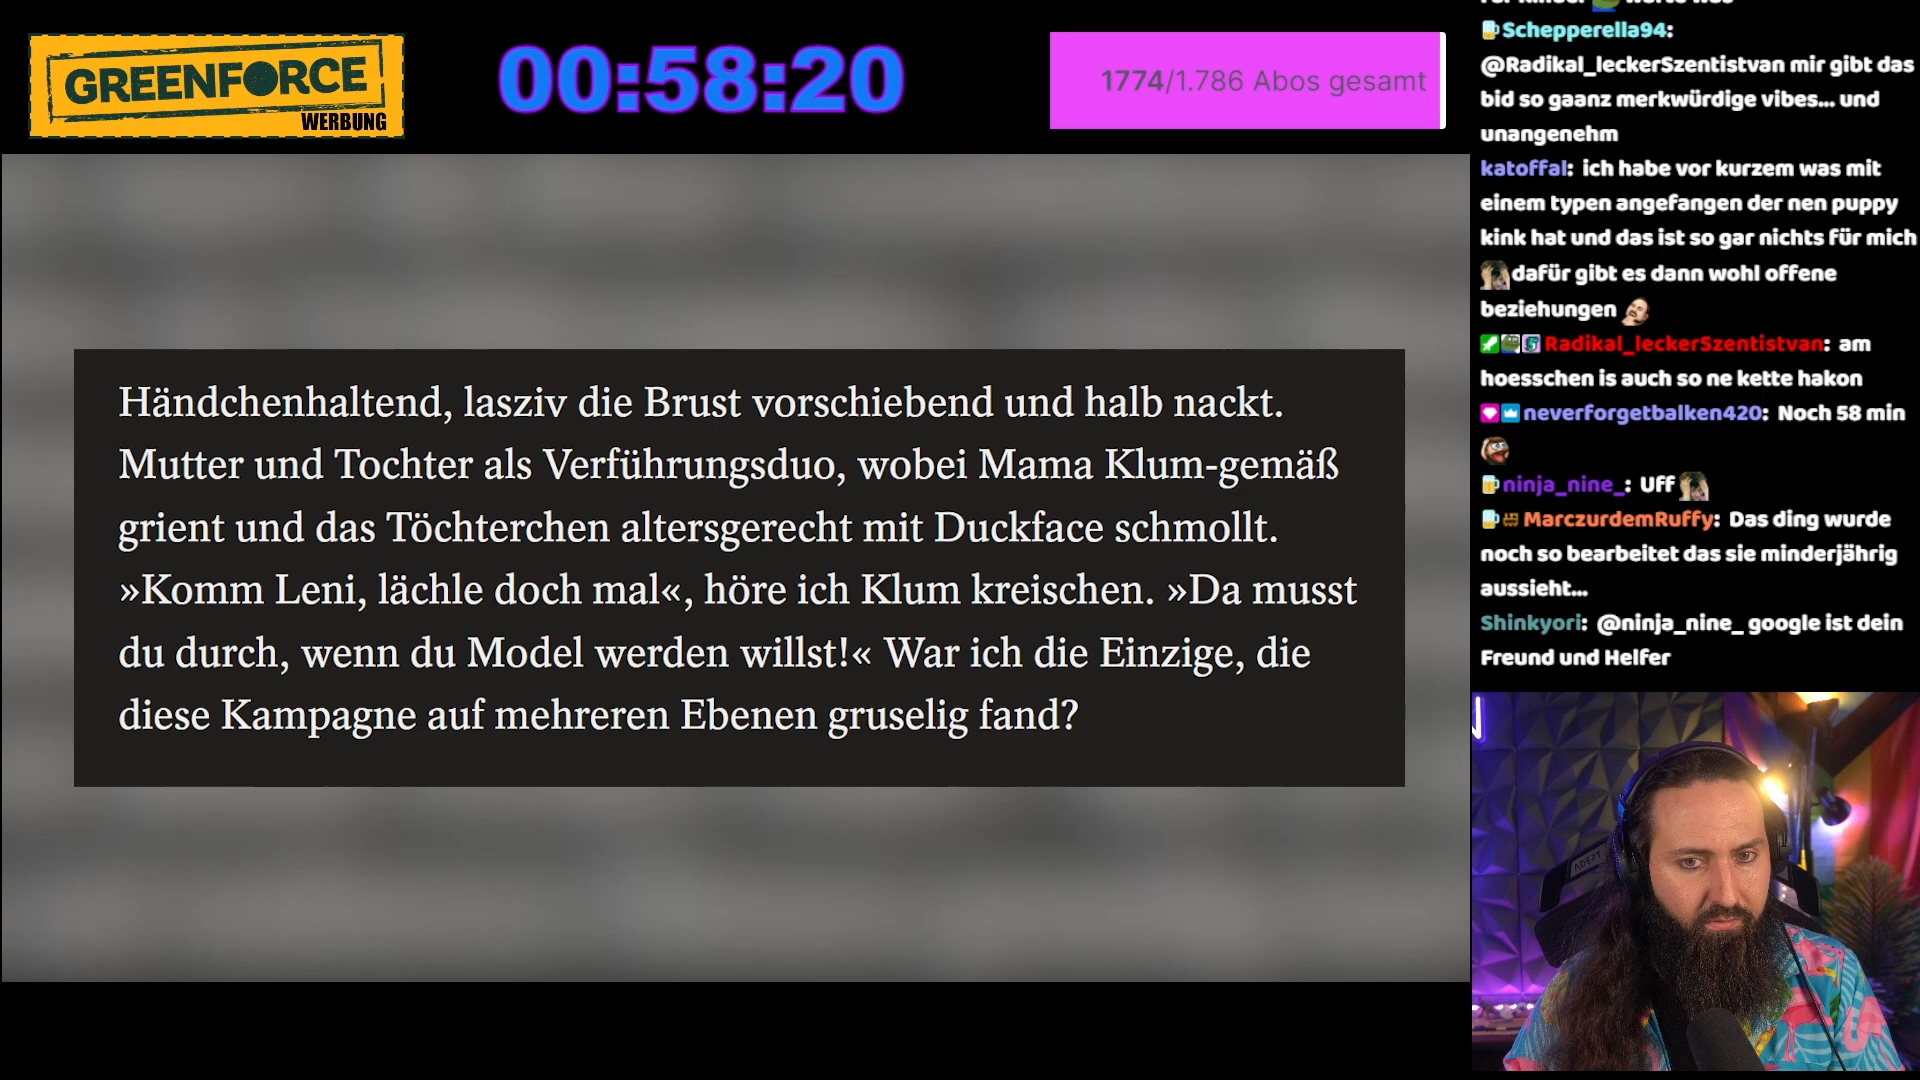 GREENFORCE
WERBUNG
00:58:20
1774/1.786 Abos gesamt
Händchenhaltend, lasziv die Brust vorschiebend und halb nackt.
Mutter und Tochter als Verführungsduo, wobei Mama Klum-gemäß
grient und das Töchterchen altersgerecht mit Duckface schmollt.
»Komm Leni, lächle doch mal«, höre ich Klum kreischen. »Da musst
du durch, wenn du Model werden willst!« War ich die Einzige, die
diese Kampagne auf mehreren Ebenen gruselig fand?
Schepperella94:
@Radikal_leckerSzentistvan mir gibt das
bid so gaanz merkwürdige vibes... und
unangenehm
katoffal: ich habe vor kurzem was mit
einem typen angefangen der nen puppy
kink hat und das ist so gar nichts für mich
dafür gibt es dann wohl offene
beziehungen
Radikal_leckerSzentistvan: am
hoesschen is auch so ne kette hakon
neverforgetbalken420: Noch 58 min
ninja_nine_: Uff
MarczurdemRuffy: Das ding wurde
noch so bearbeitet das sie minderjährig
aussieht...
Shinkyori: @ninja_nine_ google ist dein
Freund und Helfer
ADEPT